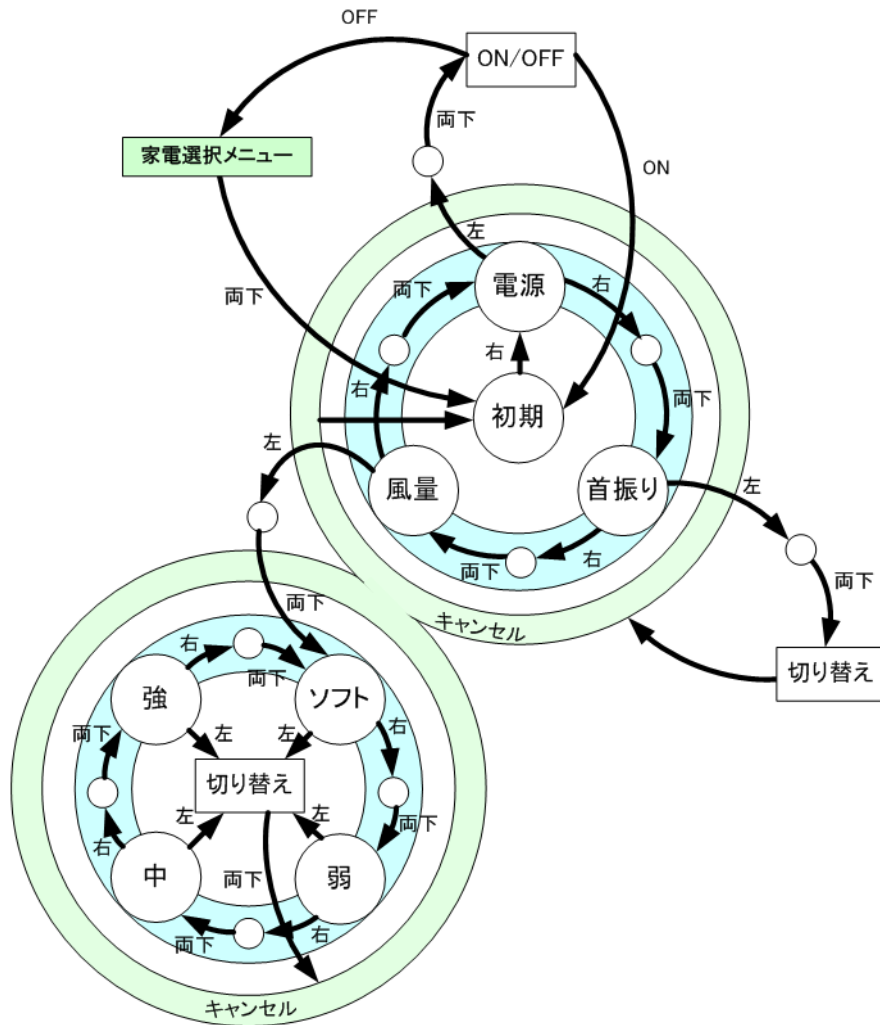 OFF
ON/OFF
両下
家電選択メニュー
ON
左
電源
右
両下
両下
右
右
両下
初期
左
風量
首振り
左
右
両下
両下
両下
キャンセル
切り替え
右
両下
強
ソフト
左
左
右
両下
切り替え
左
左
両下
右
中
両下
弱
両下
右
キャンセル